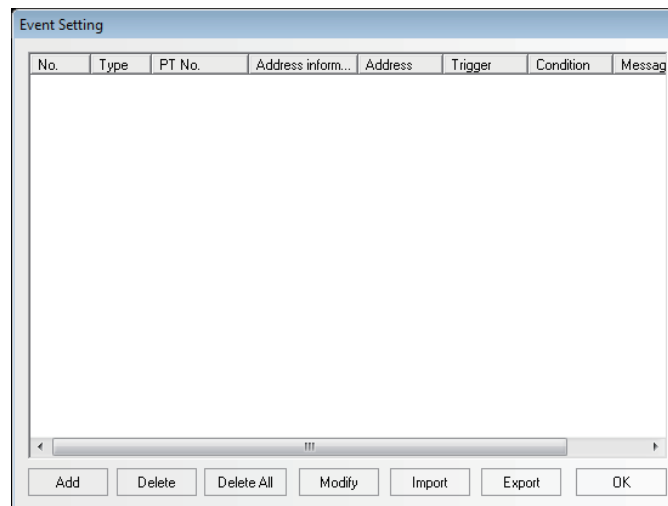 Event Setting
No. Type PT No. Address inform... Address Trigger Condition Messag
Add Delete Delete All Modify Import Export OK